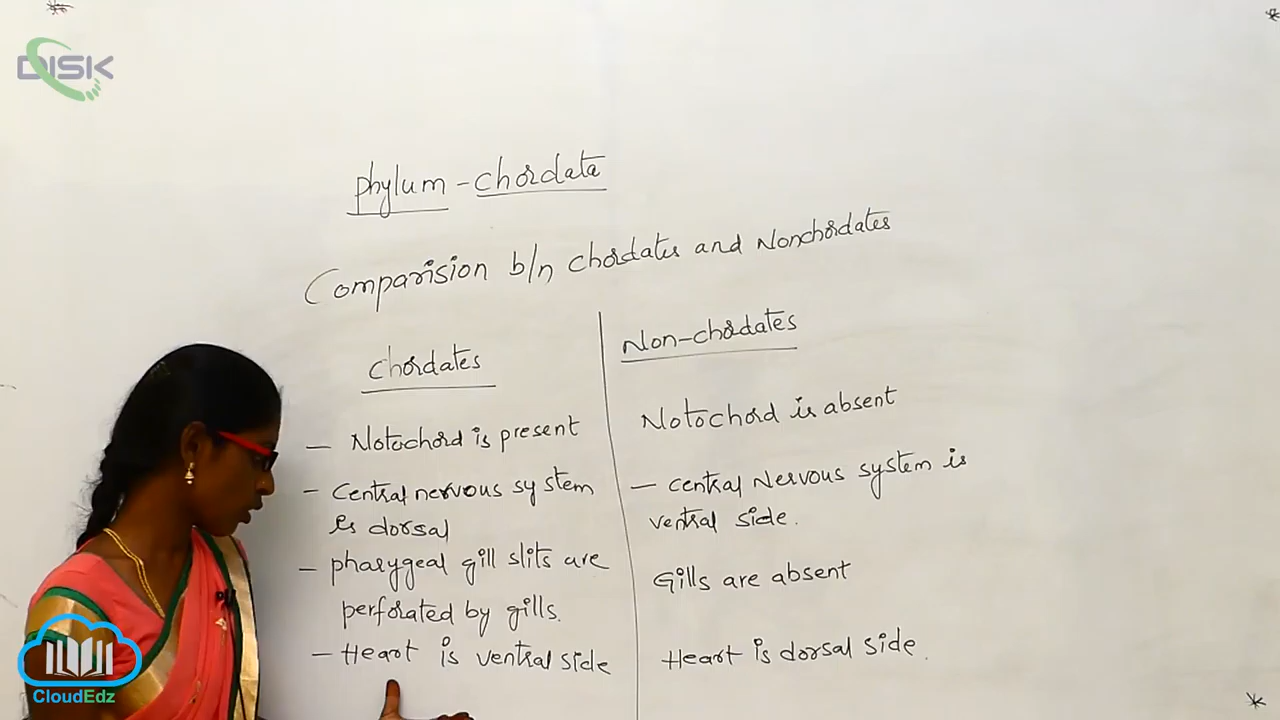 DISK
Phylum - chordata
Comparision b/n chordates and Nonchordates
Chordates
— Notochord is present
— Central nervous system
is dorsal
— pharygeal gill slits are
perforated by gills.
— Heart is ventral side
Non-chordates
Notochord is absent
— central Nervous system is
ventral side.
Gills are absent
Heart is dorsal side.
CloudEdz